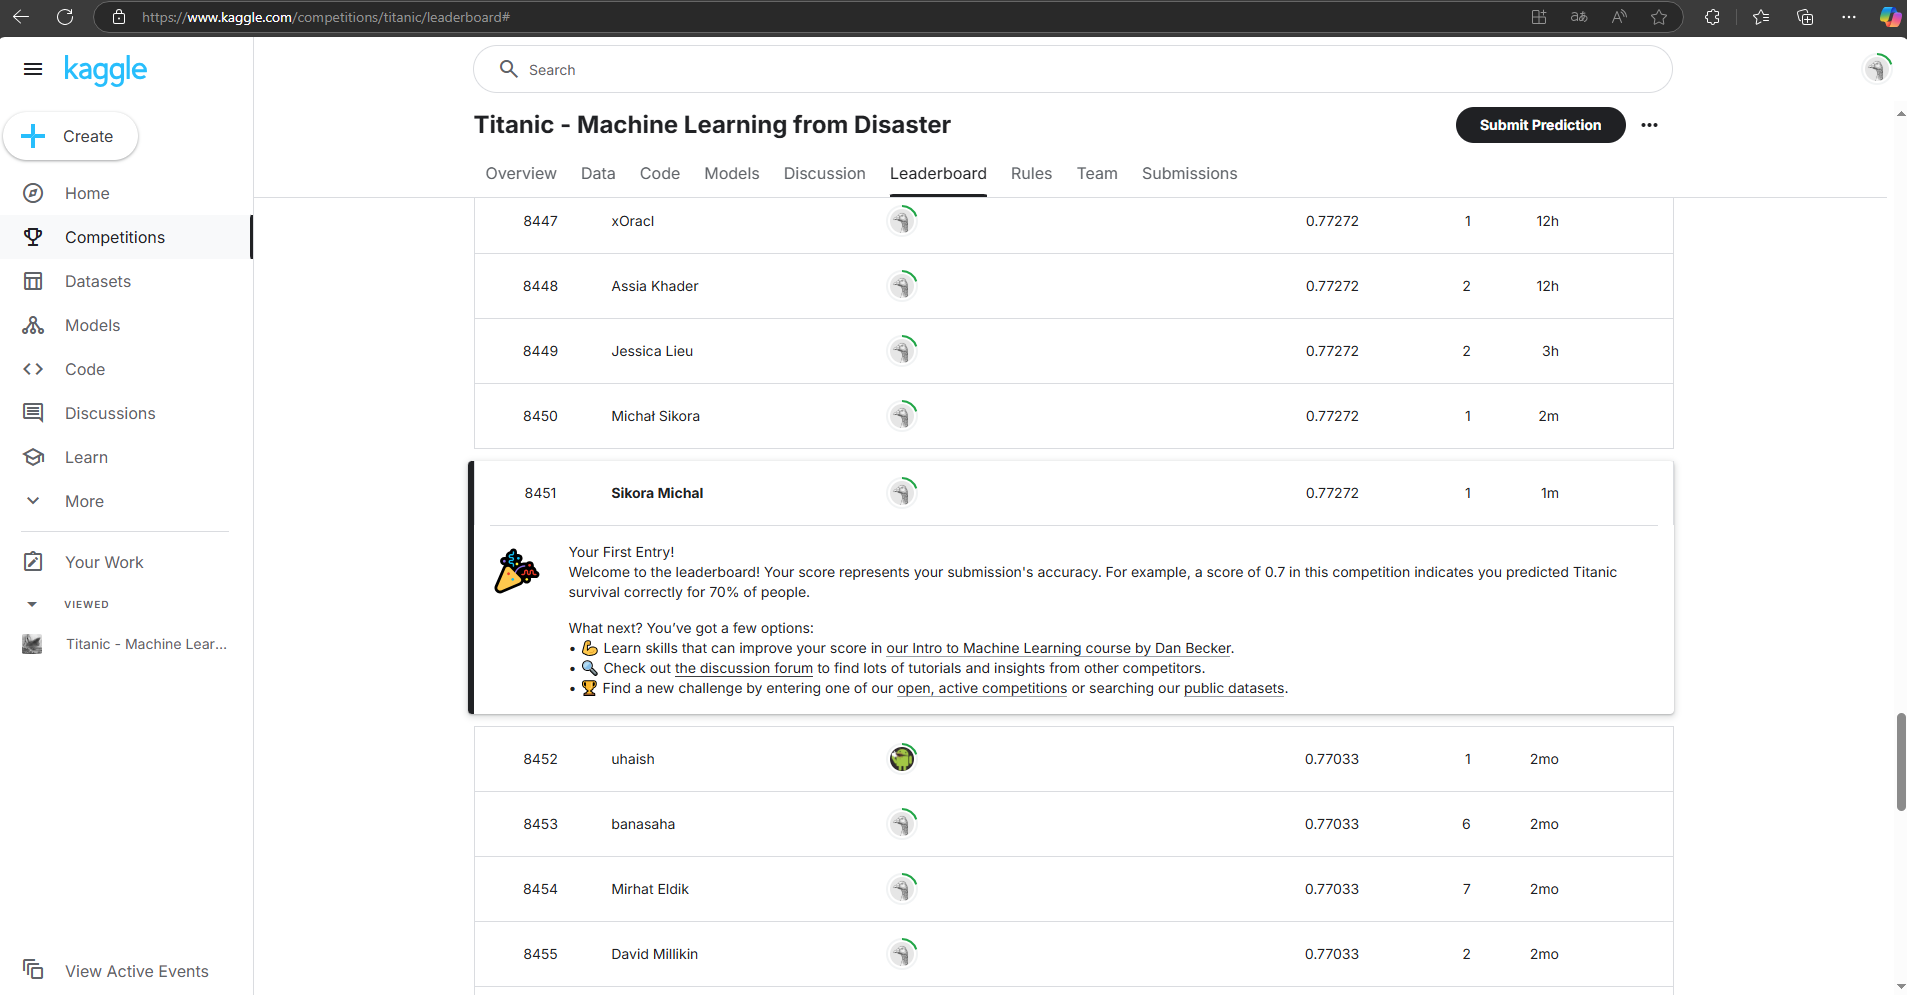 https://www.kaggle.com/competitions/titanic/leaderboard#
kaggle
Search
Create
Home
Competitions
Datasets
Models
Code
Discussions
Learn
More
Your Work
VIEWED
Titanic - Machine Lear...
View Active Events
Titanic - Machine Learning from Disaster
Submit Prediction
Overview Data Code Models Discussion Leaderboard Rules Team Submissions
8447 xOracl 0.77272 1 12h
8448 Assia Khader 0.77272 2 12h
8449 Jessica Lieu 0.77272 2 3h
8450 Michał Sikora 0.77272 1 2m
8451 Sikora Michal 0.77272 1 1m
Your First Entry!
Welcome to the leaderboard! Your score represents your submission's accuracy. For example, a score of 0.7 in this competition indicates you predicted Titanic
survival correctly for 70% of people.
What next? You’ve got a few options:
• 💪 Learn skills that can improve your score in our Intro to Machine Learning course by Dan Becker.
• 🔍 Check out the discussion forum to find lots of tutorials and insights from other competitors.
• 🏆 Find a new challenge by entering one of our open, active competitions or searching our public datasets.
8452 uhaish 0.77033 1 2mo
8453 banasaha 0.77033 6 2mo
8454 Mirhat Eldik 0.77033 7 2mo
8455 David Millikin 0.77033 2 2mo